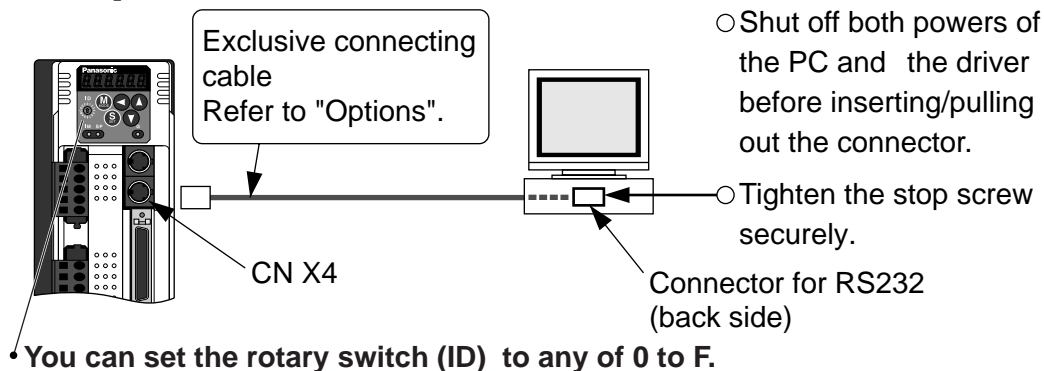 Exclusive connecting
cable
Refer to "Options".
○Shut off both powers of
the PC and the driver
before inserting/pulling
out the connector.
○Tighten the stop screw
securely.
Panasonic
M
S
CN X4
Connector for RS232
(back side)
• You can set the rotary switch (ID) to any of 0 to F.